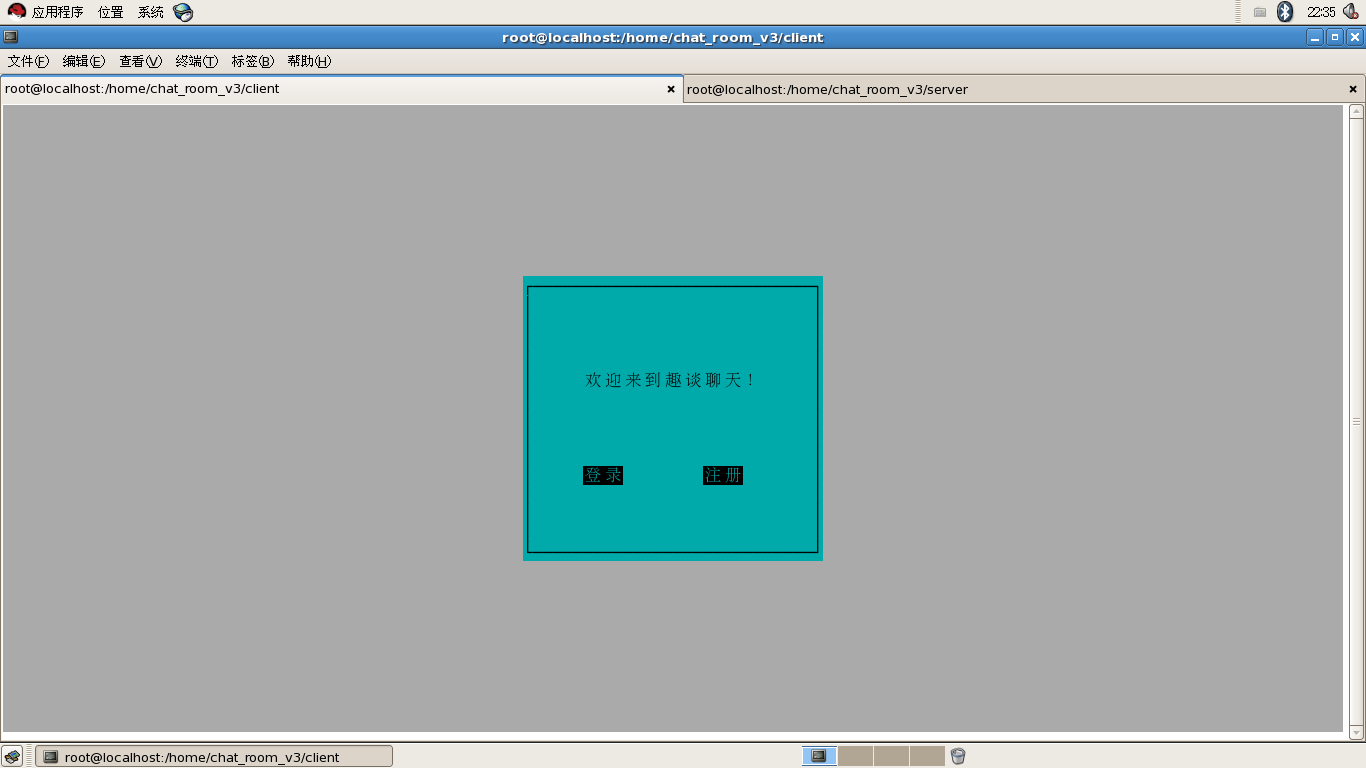 应用程序 位置 系统 22:35
root@localhost:/home/chat_room_v3/client
文件(F) 编辑(E) 查看(V) 终端(T) 标签(B) 帮助(H)
root@localhost:/home/chat_room_v3/client root@localhost:/home/chat_room_v3/server
欢迎来到趣谈聊天!
登录 注册
root@localhost:/home/chat_room_v3/client